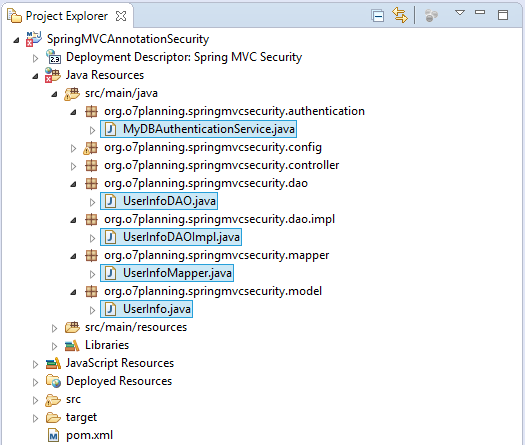 Project Explorer
SpringMVCAnnotationSecurity
Deployment Descriptor: Spring MVC Security
Java Resources
src/main/java
org.o7planning.springmvcsecurity.authentication
MyDBAuthenticationService.java
org.o7planning.springmvcsecurity.config
org.o7planning.springmvcsecurity.controller
org.o7planning.springmvcsecurity.dao
UserInfoDAO.java
org.o7planning.springmvcsecurity.dao.impl
UserInfoDAOImpl.java
org.o7planning.springmvcsecurity.mapper
UserInfoMapper.java
org.o7planning.springmvcsecurity.model
UserInfo.java
src/main/resources
Libraries
JavaScript Resources
Deployed Resources
src
target
pom.xml